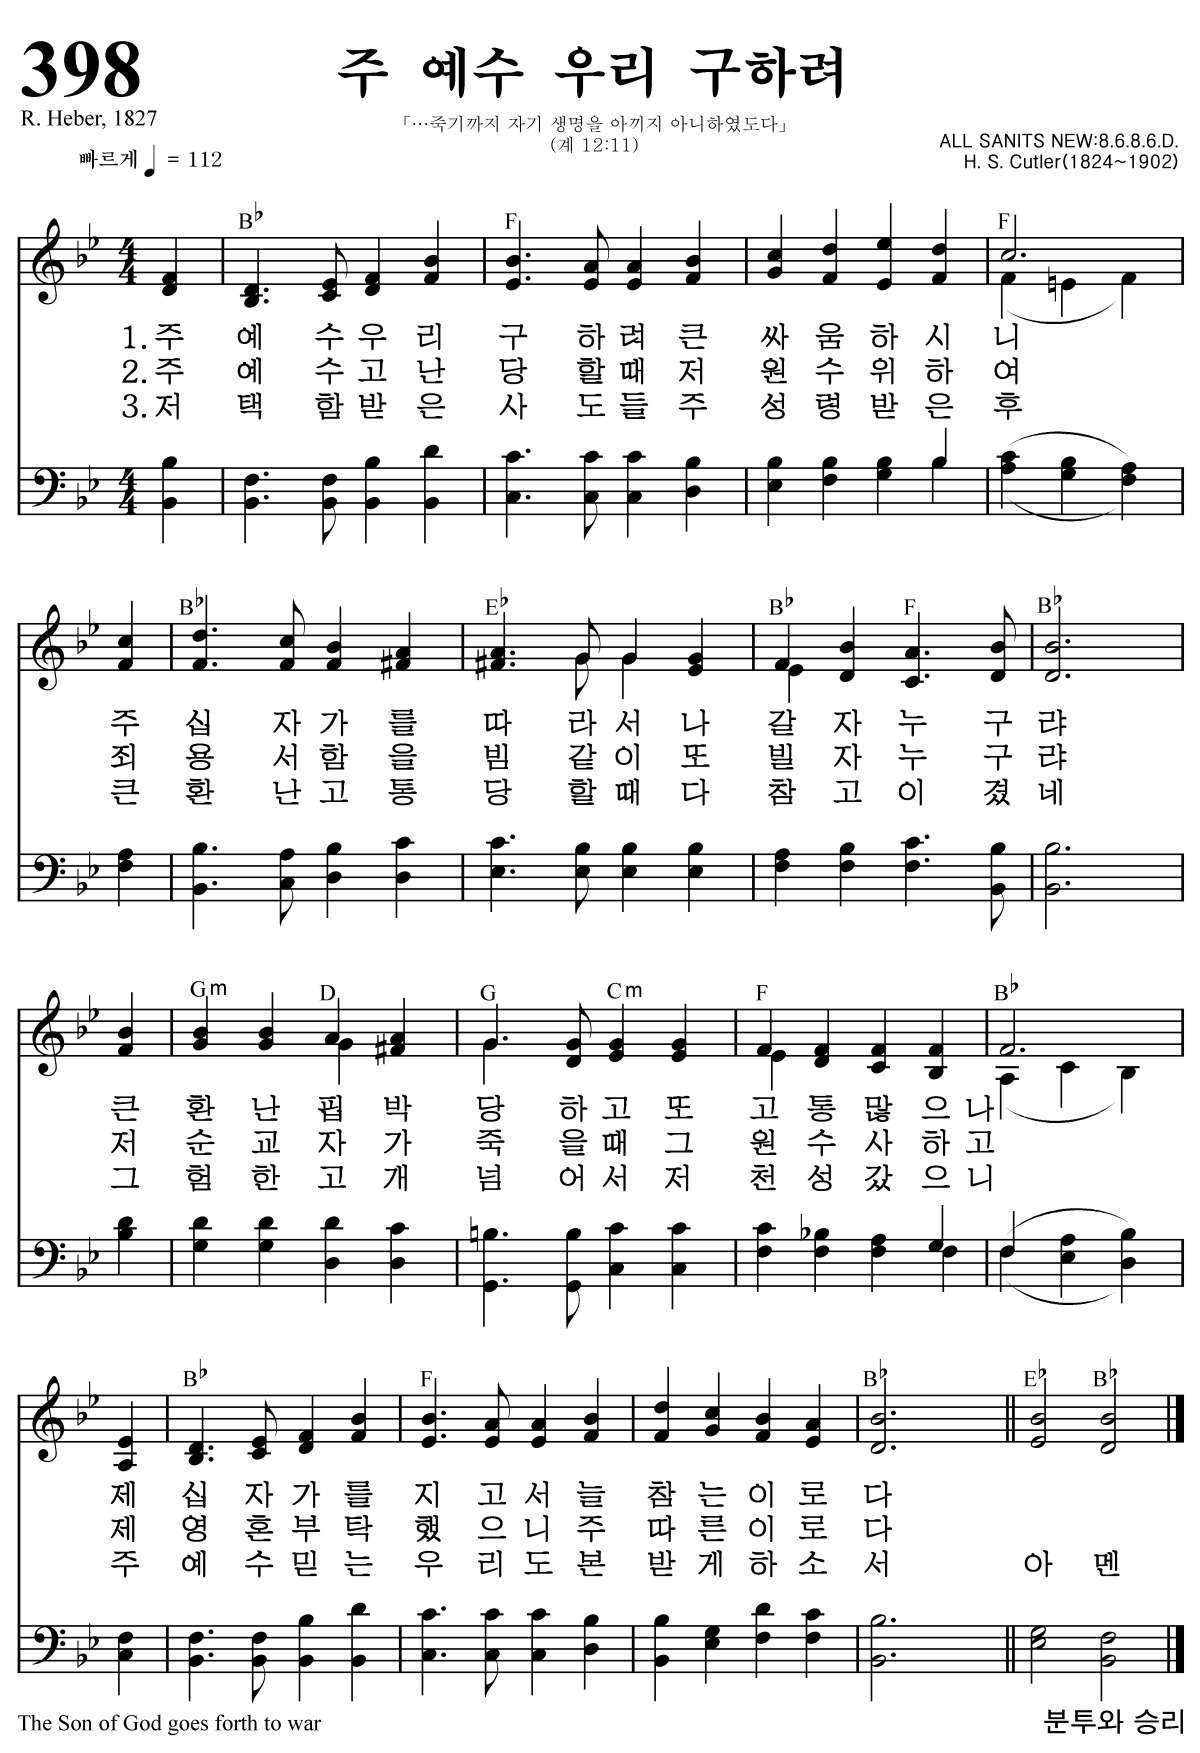 398
주 예수 우리 구하려
R. Heber, 1827
「…죽기까지 자기 생명을 아끼지 아니하였도다」
(계 12:11)
빠르게 ♩ = 112
ALL SANITS NEW:8.6.8.6.D.
H. S. Cutler(1824~1902)
B♭ F F
1. 주 예 수 우 리 구 하 려 큰 싸 움 하 시 니
2. 주 예 수 고 난 당 할 때 저 원 수 위 하 여
3. 저 택 함 받 은 사 도 들 주 성 령 받 은 후
B♭ E♭ B♭ F B♭
주 십 자 가 를 따 라 서 나 갈 자 누 구 랴
죄 용 서 함 을 빔 같 이 또 빌 자 누 구 랴
큰 환 난 고 통 당 할 때 다 참 고 이 겼 네
Gm D G Cm F B♭
큰 환 난 핍 박 당 하 고 또 고 통 많 으 나
저 순 교 자 가 죽 을 때 그 원 수 사 하 고
그 험 한 고 개 넘 어 서 저 천 성 갔 으 니
B♭ F B♭ E♭ B♭
제 십 자 가 를 지 고 서 늘 참 는 이 로 다
제 영 혼 부 탁 했 으 니 주 따 른 이 로 다
주 예 수 믿 는 우 리 도 본 받 게 하 소 서 아 멘
The Son of God goes forth to war
분투와 승리